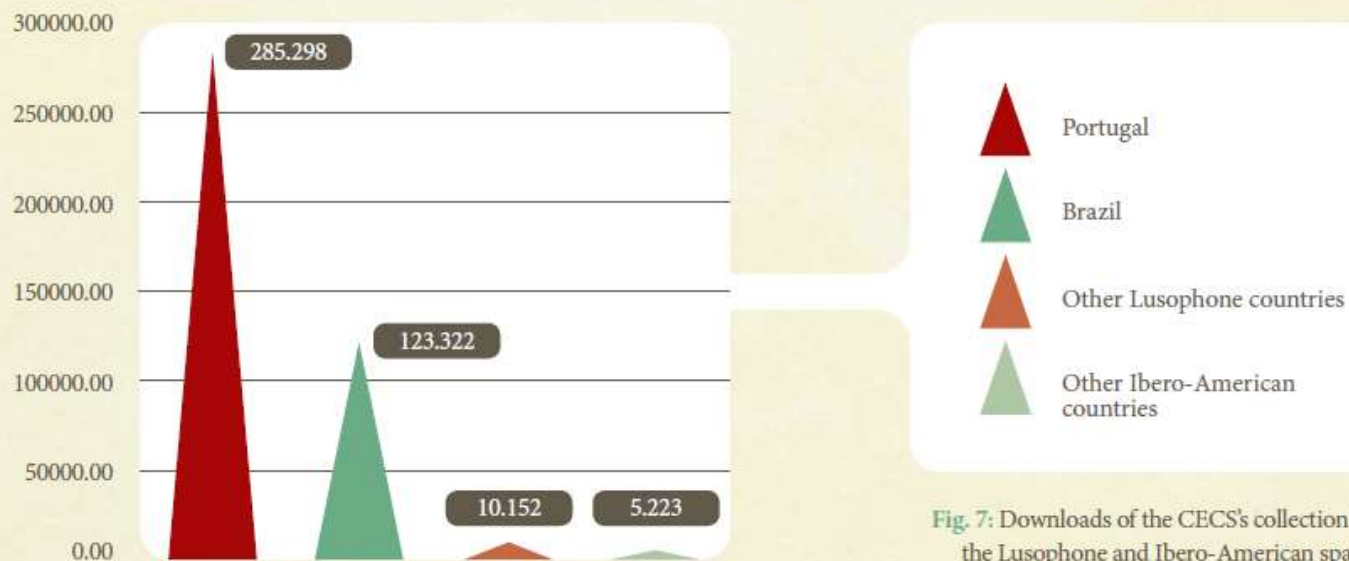 300000.00
285.298
250000.00
200000.00
150000.00
123.322
100000.00
50000.00
10.152
5.223
0.00
Portugal
Brazil
Other Lusophone countries
Other Ibero-American
countries
Fig. 7: Downloads of the CECS's collection
the Lusophone and Ibero-American